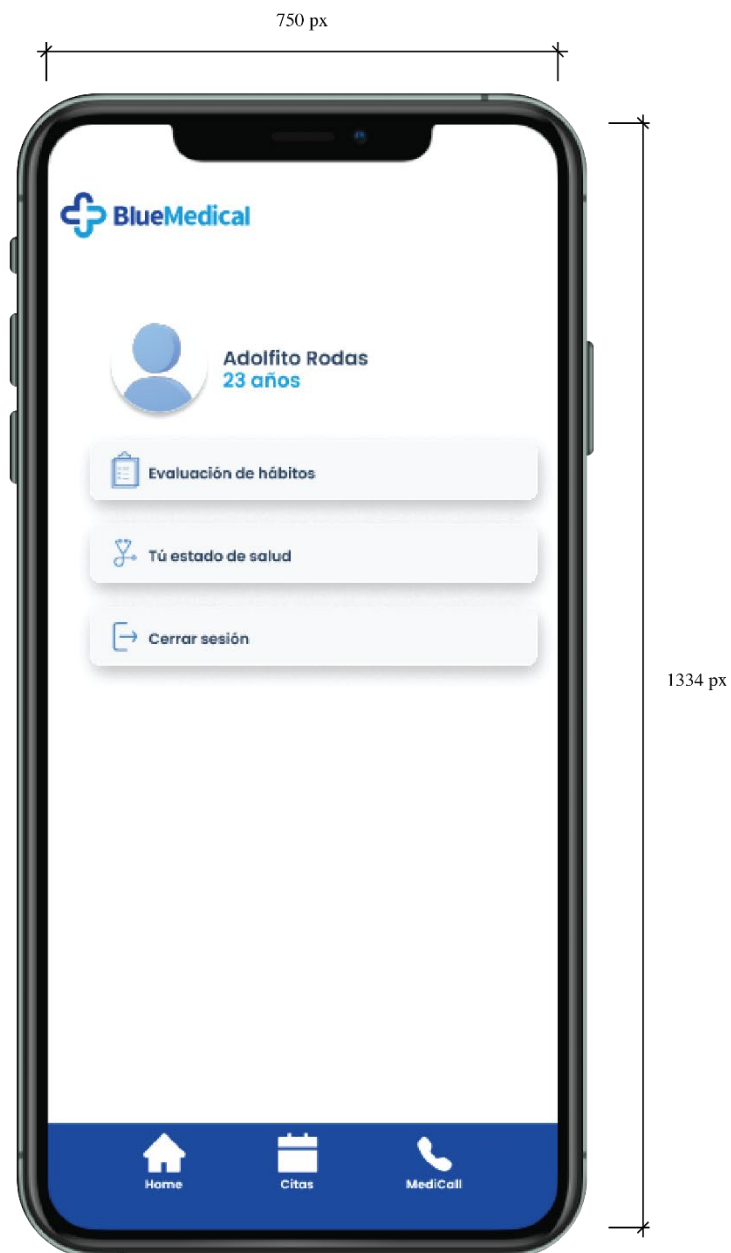 750 px
BlueMedical
Adolfito Rodas
23 años
Evaluación de hábitos
Tú estado de salud
Cerrar sesión
1334 px
Home
Citas
MediCall